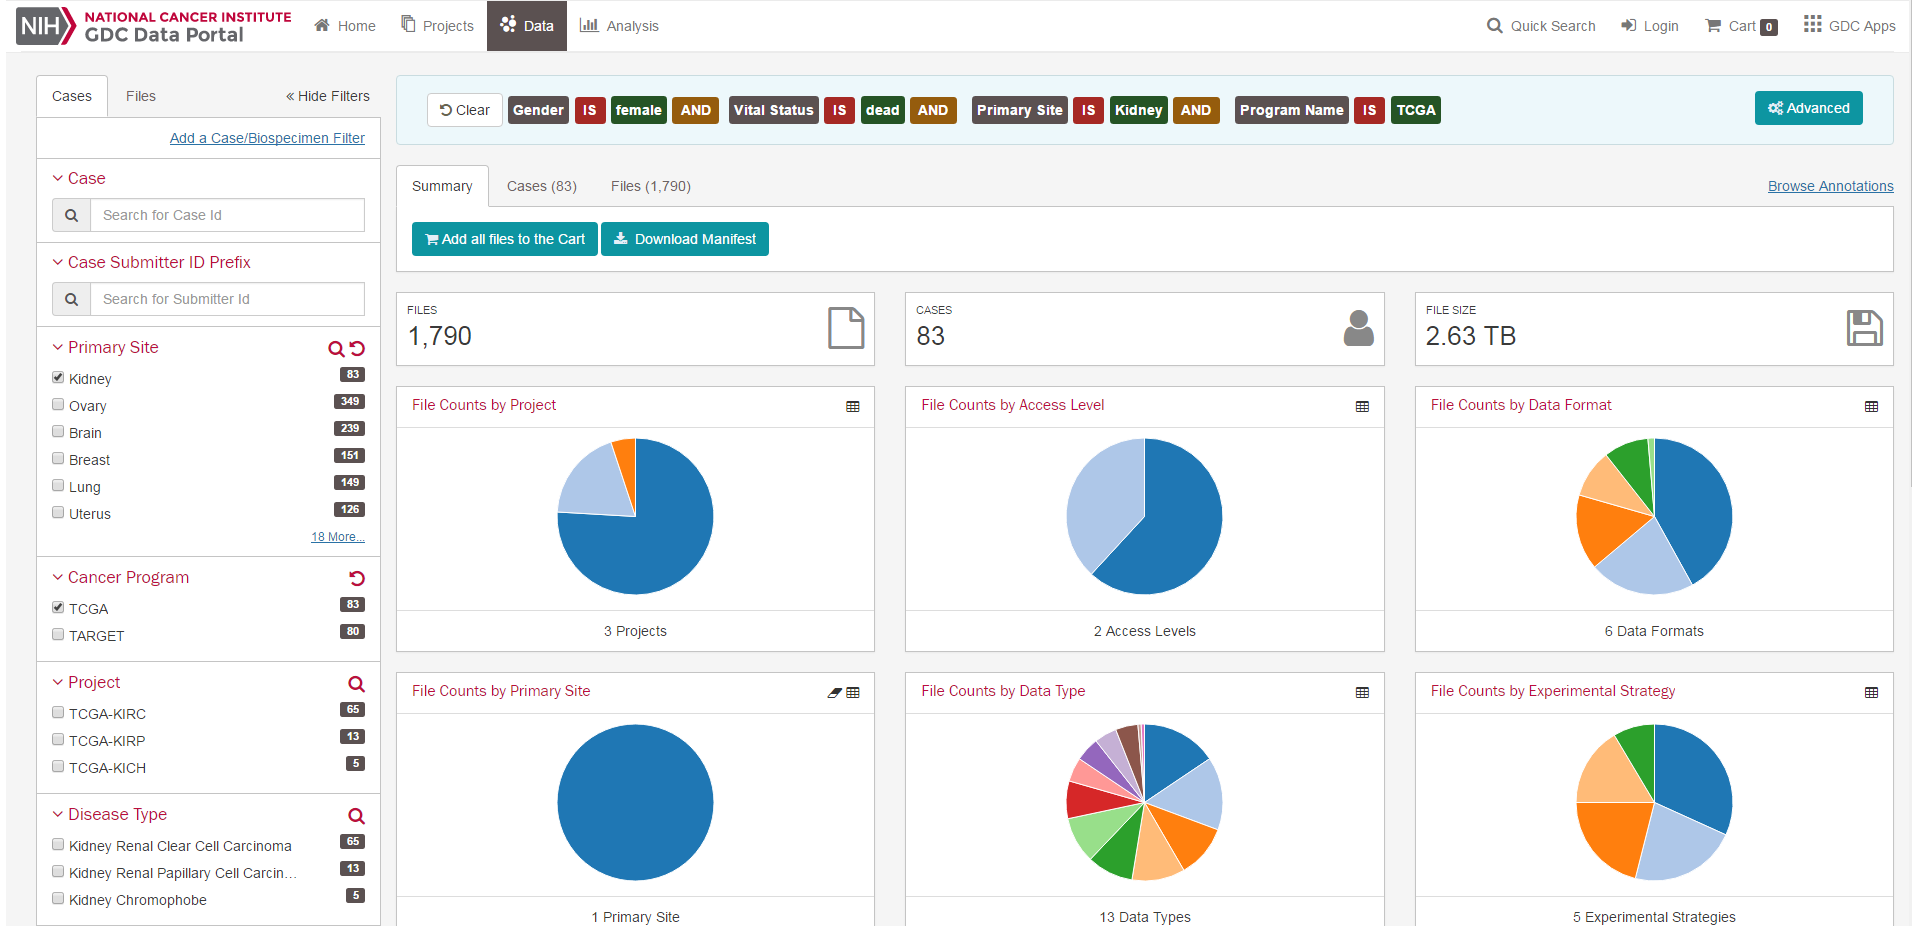 NIH NATIONAL CANCER INSTITUTE
GDC Data Portal
Home Projects Data Analysis
Quick Search Login Cart 0 GDC Apps
Cases Files « Hide Filters
Add a Case/Biospecimen Filter
Case
Search for Case Id
Case Submitter ID Prefix
Search for Submitter Id
Primary Site
Kidney 83
Ovary 349
Brain 239
Breast 151
Lung 149
Uterus 126
18 More...
Cancer Program
TCGA 83
TARGET 80
Project
TCGA-KIRC 65
TCGA-KIRP 13
TCGA-KICH 5
Disease Type
Kidney Renal Clear Cell Carcinoma 65
Kidney Renal Papillary Cell Carcin... 13
Kidney Chromophobe 5
Clear Gender IS female AND Vital Status IS dead AND Primary Site IS Kidney AND Program Name IS TCGA
Advanced
Summary Cases (83) Files (1,790)
Browse Annotations
Add all files to the Cart Download Manifest
FILES
1,790
CASES
83
FILE SIZE
2.63 TB
File Counts by Project
3 Projects
File Counts by Access Level
2 Access Levels
File Counts by Data Format
6 Data Formats
File Counts by Primary Site
1 Primary Site
File Counts by Data Type
13 Data Types
File Counts by Experimental Strategy
5 Experimental Strategies